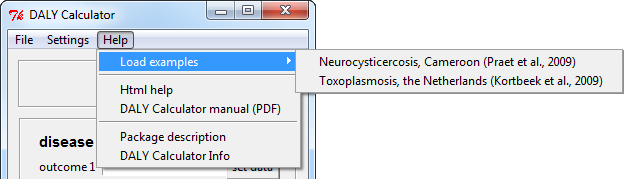 DALY Calculator
File Settings Help
Load examples
Neurocysticercosis, Cameroon (Praet et al., 2009)
Toxoplasmosis, the Netherlands (Kortbeek et al., 2009)
Html help
DALY Calculator manual (PDF)
Package description
DALY Calculator Info
disease
outcome 1
set data